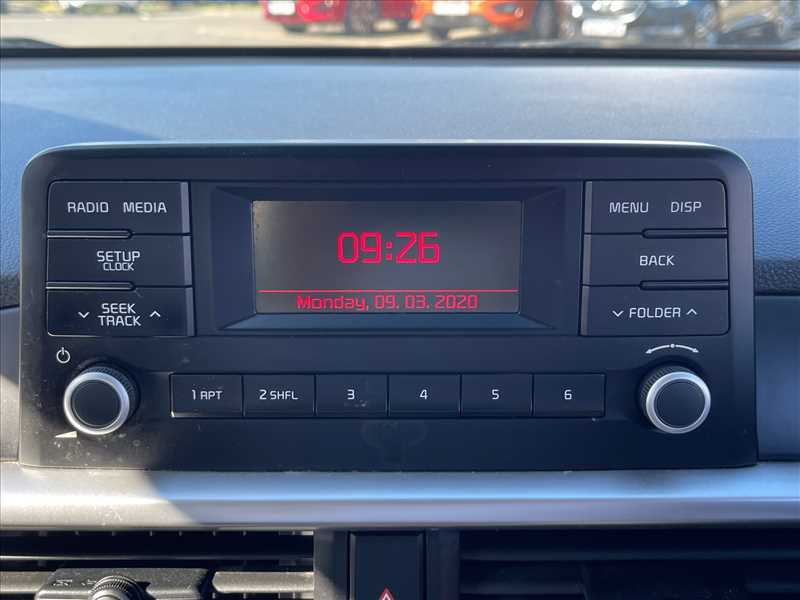 RADIO MEDIA
SETUP
CLOCK
SEEK
TRACK
09:26
Monday, 09. 03. 2020
MENU DISP
BACK
FOLDER
1 RPT 2 SHFL 3 4 5 6